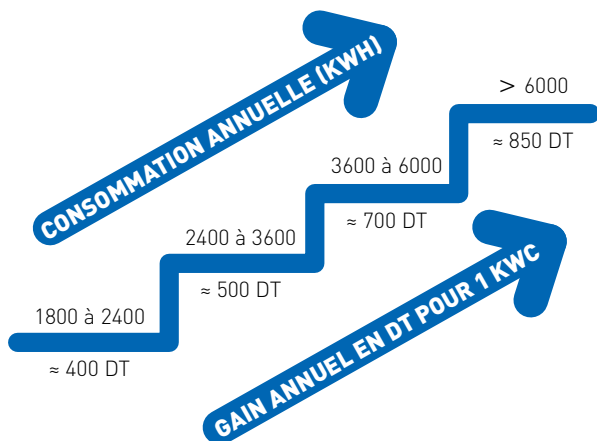 CONSOMMATION ANNUELLE (KWH)
> 6000
≈ 850 DT
3600 à 6000
≈ 700 DT
2400 à 3600
≈ 500 DT
1800 à 2400
≈ 400 DT
GAIN ANNUEL EN DT POUR 1 KWC